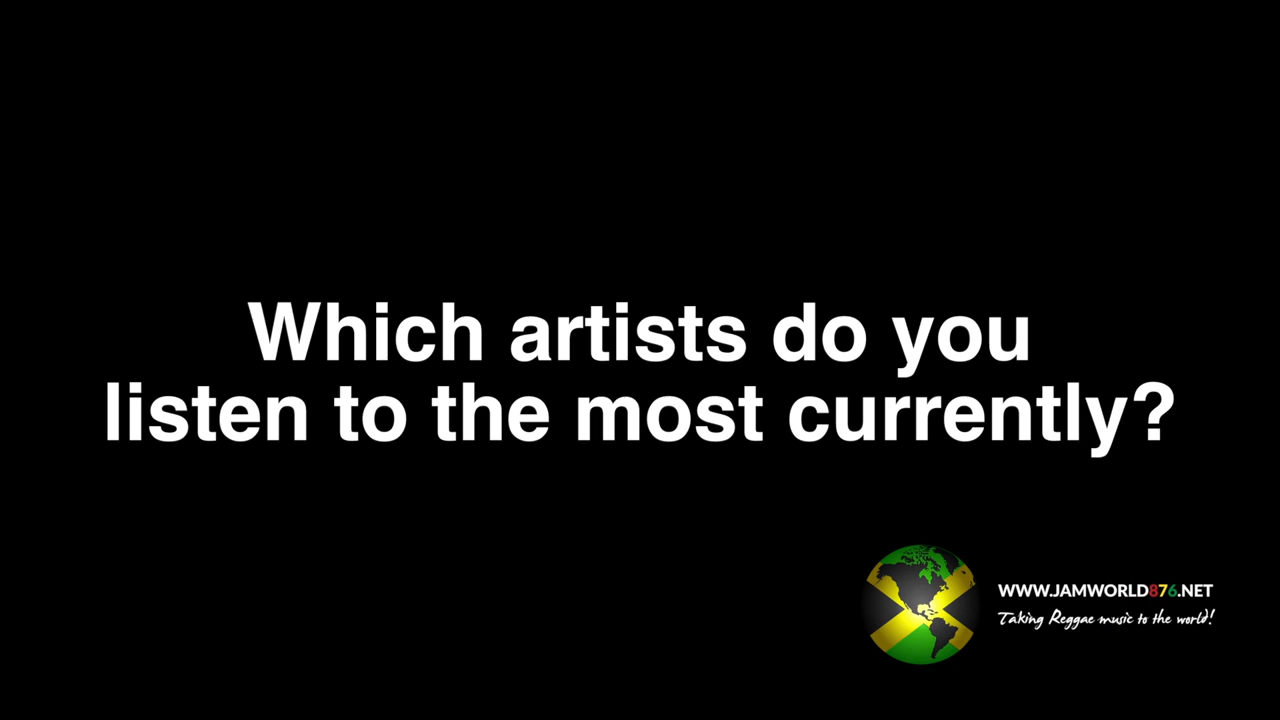 Which artists do you
listen to the most currently?
WWW.JAMWORLD876.NET
Taking Reggae music to the world!